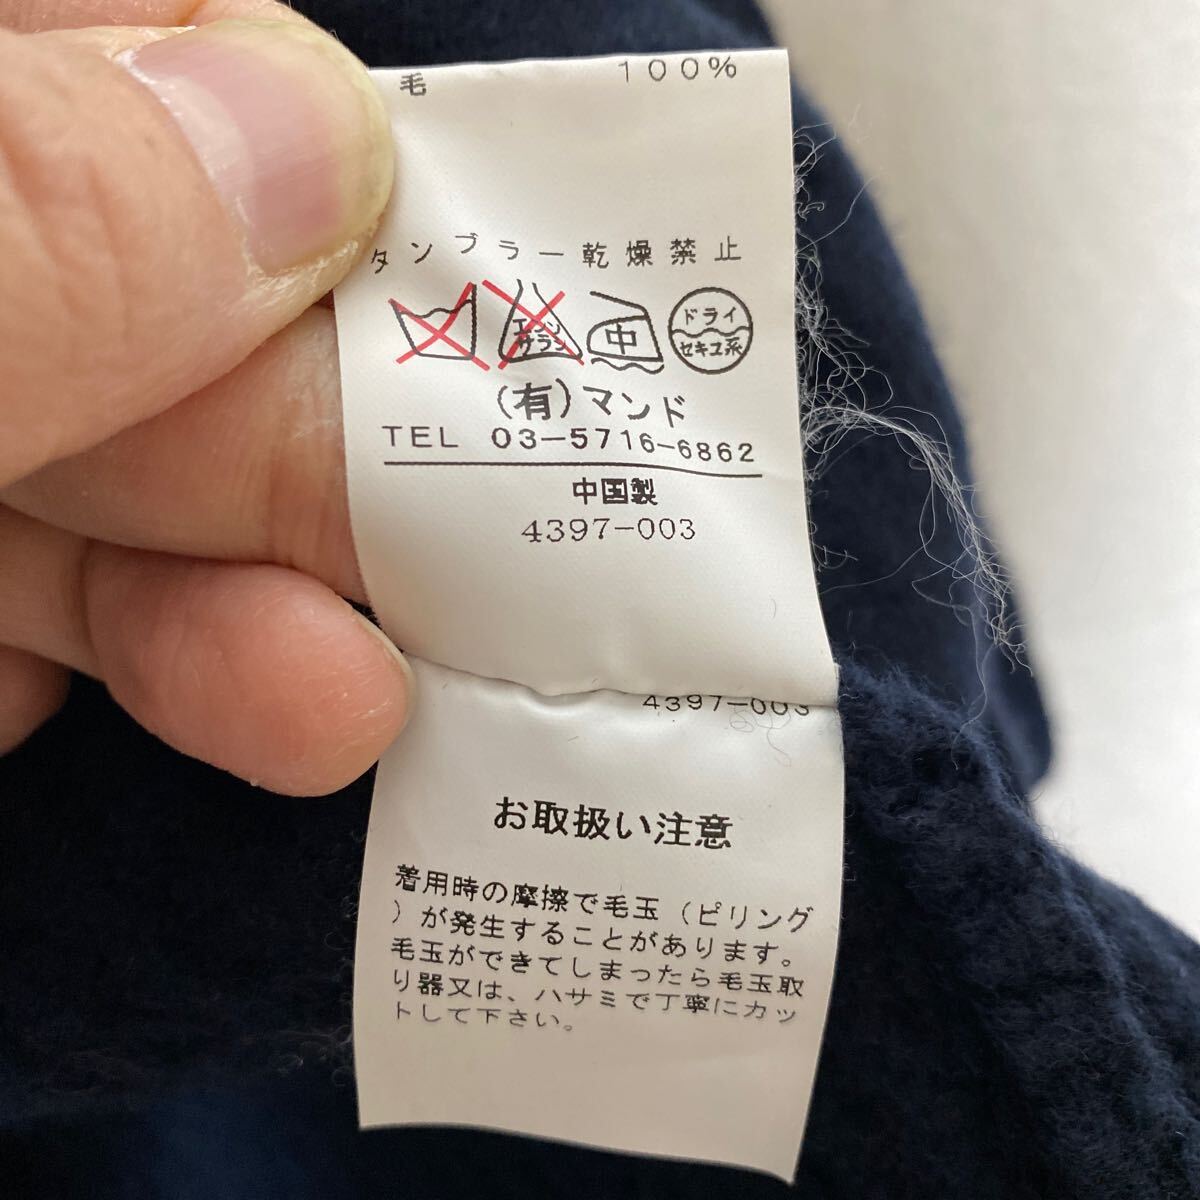 毛 100%
タンブラー乾燥禁止
エンソ
サラシ
中
ドライ
セキユ系
(有)マンド
TEL 03-5716-6862
中国製
4397-003
4397-003
お取扱い注意
着用時の摩擦で毛玉(ピリング
)が発生することがあります。
毛玉ができてしまったら毛玉取
り器又は、ハサミで丁寧にカッ
トして下さい。